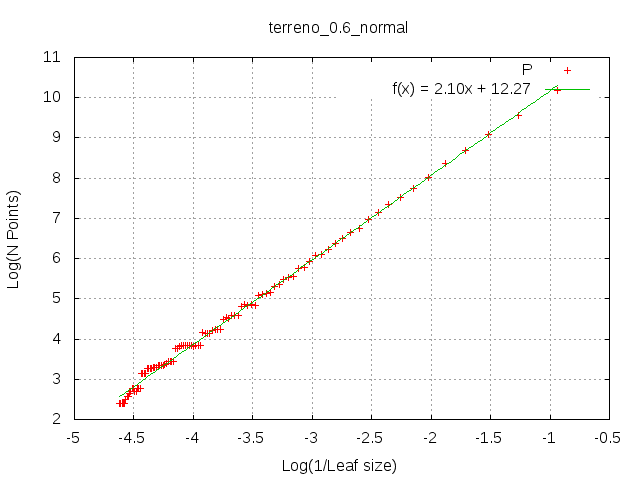 terreno_0.6_normal
P
f(x) = 2.10x + 12.27
Log(N Points)
11
10
9
8
7
6
5
4
3
2
-5 -4.5 -4 -3.5 -3 -2.5 -2 -1.5 -1 -0.5
Log(1/Leaf size)